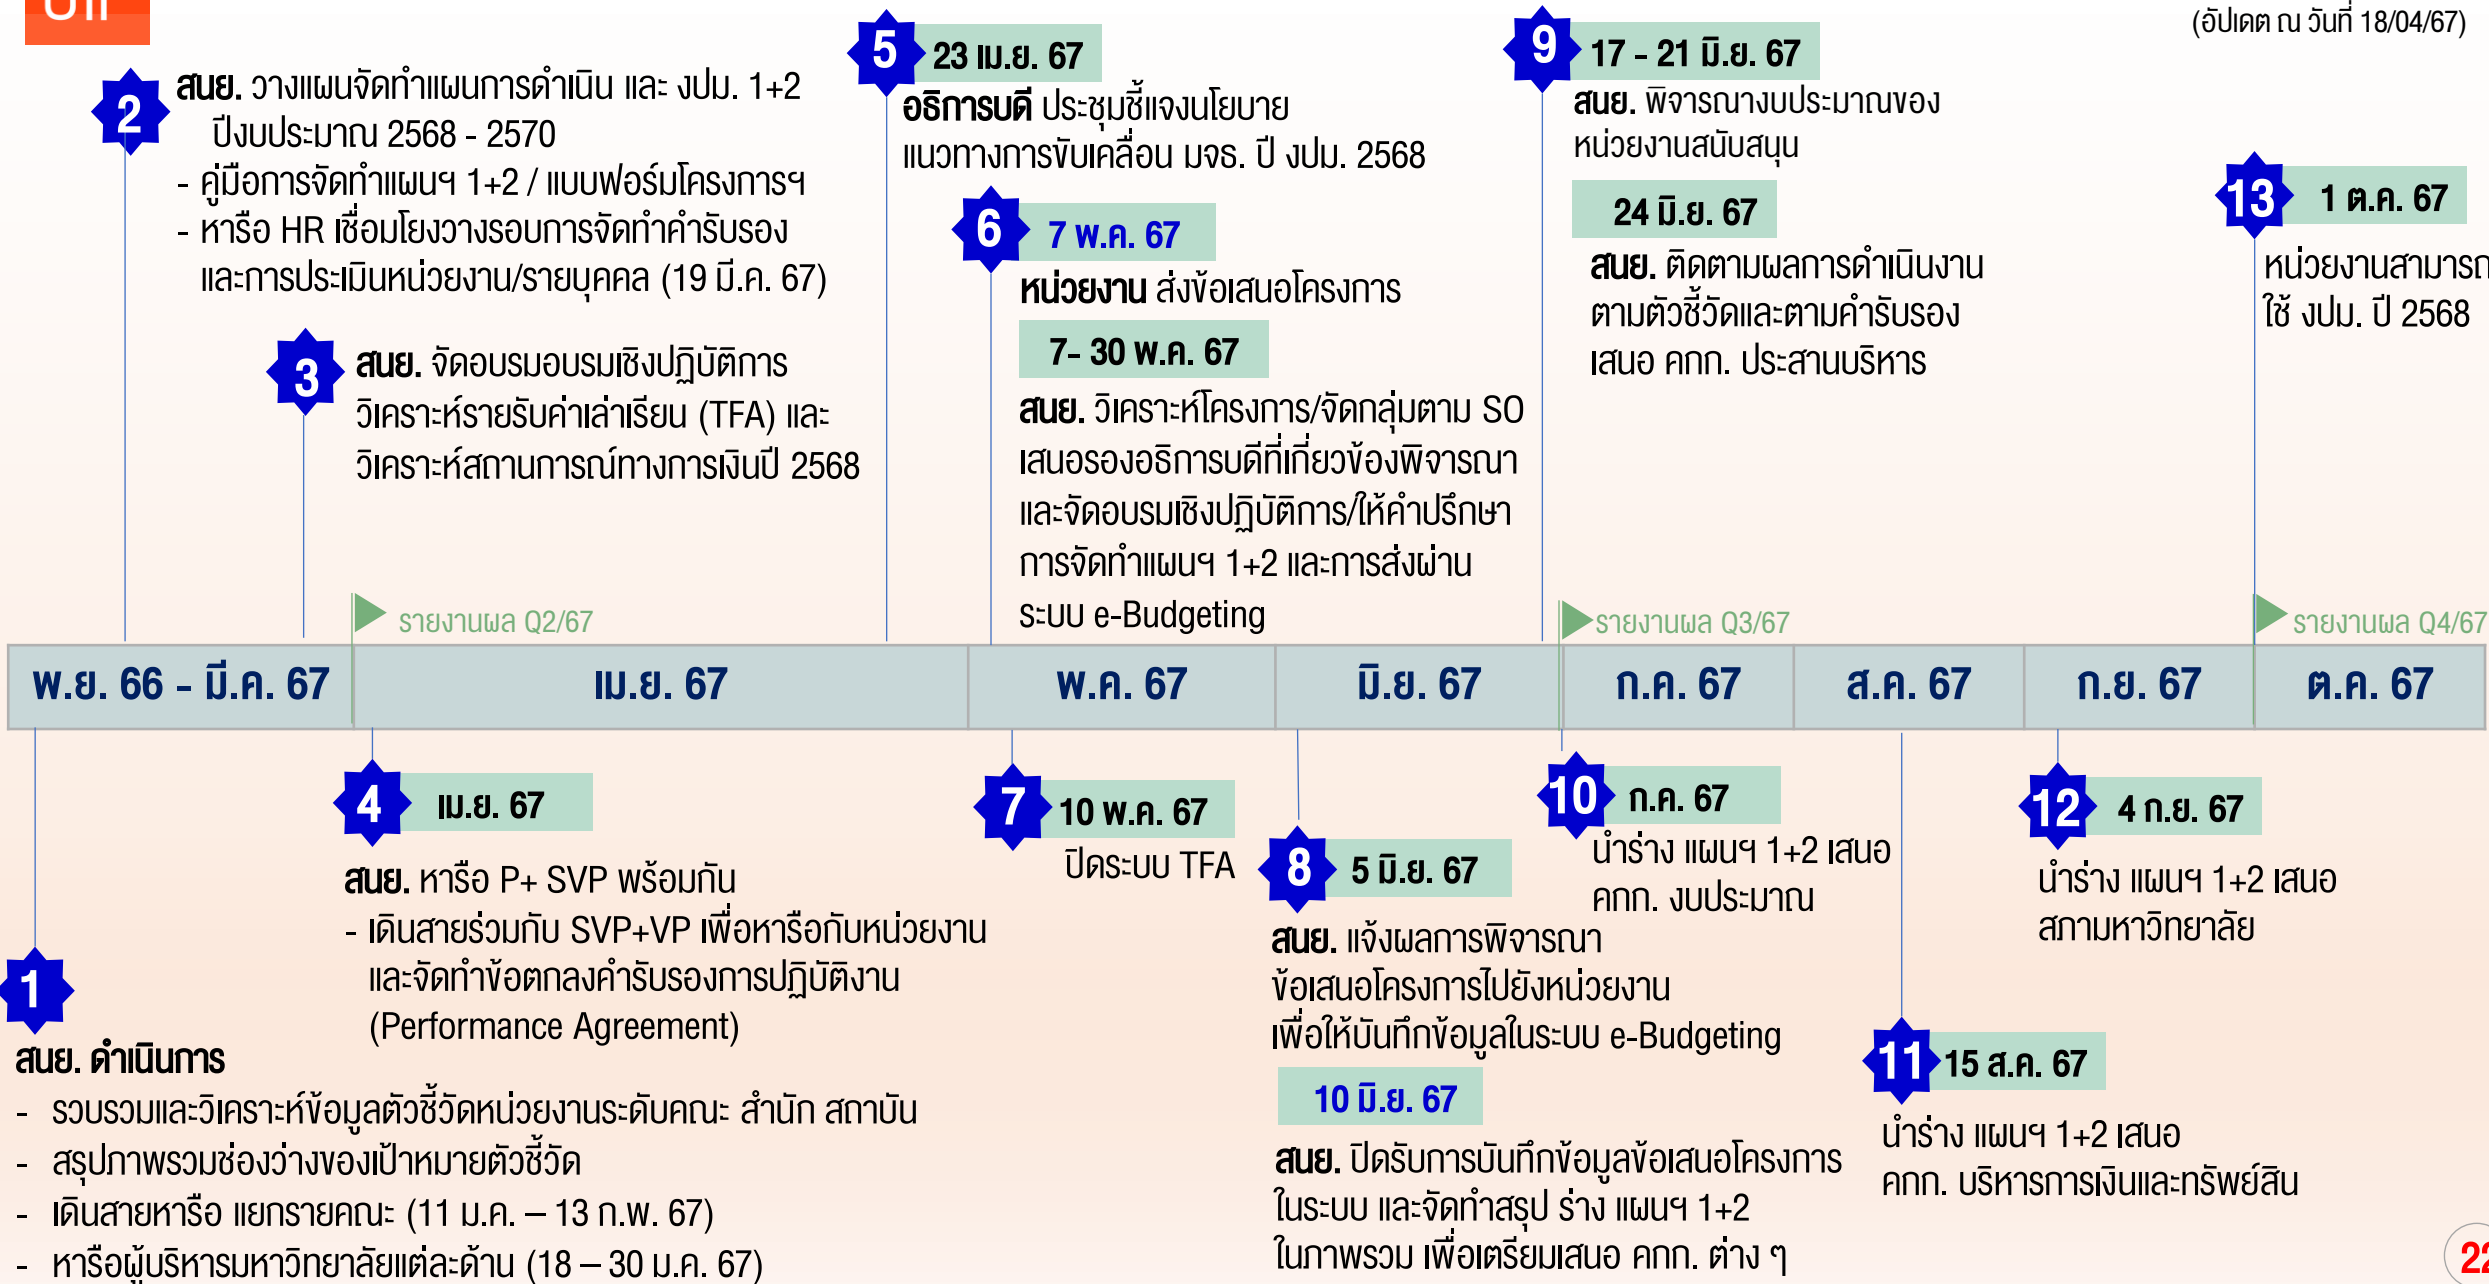 (อัปเดต ณ วันที่ 18/04/67)
2
สนย. วางแผนจัดทำแผนการดำเนิน และ งปม. 1+2
ปีงบประมาณ 2568 - 2570
- คู่มือการจัดทำแผนฯ 1+2 / แบบฟอร์มโครงการฯ
- หารือ HR เชื่อมโยงวางรอบการจัดทำคำรับรอง
และการประเมินหน่วยงาน/รายบุคคล (19 มี.ค. 67)
3
สนย. จัดอบรมอบรมเชิงปฏิบัติการ
วิเคราะห์รายรับค่าเล่าเรียน (TFA) และ
วิเคราะห์สถานการณ์ทางการเงินปี 2568
5
23 เม.ย. 67
อธิการบดี ประชุมชี้แจงนโยบาย
แนวทางการขับเคลื่อน มจธ. ปี งปม. 2568
6
7 พ.ค. 67
หน่วยงาน ส่งข้อเสนอโครงการ
7- 30 พ.ค. 67
สนย. วิเคราะห์โครงการ/จัดกลุ่มตาม SO
เสนอรองอธิการบดีที่เกี่ยวข้องพิจารณา
และจัดอบรมเชิงปฏิบัติการ/ให้คำปรึกษา
การจัดทำแผนฯ 1+2 และการส่งผ่าน
ระบบ e-Budgeting
9
17 - 21 มิ.ย. 67
สนย. พิจารณางบประมาณของ
หน่วยงานสนับสนุน
24 มิ.ย. 67
สนย. ติดตามผลการดำเนินงาน
ตามตัวชี้วัดและตามคำรับรอง
เสนอ คกก. ประสานบริหาร
13
1 ต.ค. 67
หน่วยงานสามารถ
ใช้ งปม. ปี 2568
รายงานผล Q2/67
รายงานผล Q3/67
รายงานผล Q4/67
พ.ย. 66 - มี.ค. 67
เม.ย. 67
พ.ค. 67
มิ.ย. 67
ก.ค. 67
ส.ค. 67
ก.ย. 67
ต.ค. 67
1
สนย. ดำเนินการ
- รวบรวมและวิเคราะห์ข้อมูลตัวชี้วัดหน่วยงานระดับคณะ สำนัก สถาบัน
- สรุปภาพรวมช่องว่างของเป้าหมายตัวชี้วัด
- เดินสายหารือ แยกรายคณะ (11 ม.ค. – 13 ก.พ. 67)
- หารือผู้บริหารมหาวิทยาลัยแต่ละด้าน (18 – 30 ม.ค. 67)
4
เม.ย. 67
สนย. หารือ P+ SVP พร้อมกัน
- เดินสายร่วมกับ SVP+VP เพื่อหารือกับหน่วยงาน
และจัดทำข้อตกลงคำรับรองการปฏิบัติงาน
(Performance Agreement)
7
10 พ.ค. 67
ปิดระบบ TFA
8
5 มิ.ย. 67
สนย. แจ้งผลการพิจารณา
ข้อเสนอโครงการไปยังหน่วยงาน
เพื่อให้บันทึกข้อมูลในระบบ e-Budgeting
10 มิ.ย. 67
สนย. ปิดรับการบันทึกข้อมูลข้อเสนอโครงการ
ในระบบ และจัดทำสรุป ร่าง แผนฯ 1+2
ในภาพรวม เพื่อเตรียมเสนอ คกก. ต่าง ๆ
10
ก.ค. 67
นำร่าง แผนฯ 1+2 เสนอ
คกก. งบประมาณ
11
15 ส.ค. 67
นำร่าง แผนฯ 1+2 เสนอ
คกก. บริหารการเงินและทรัพย์สิน
12
4 ก.ย. 67
นำร่าง แผนฯ 1+2 เสนอ
สภามหาวิทยาลัย
22